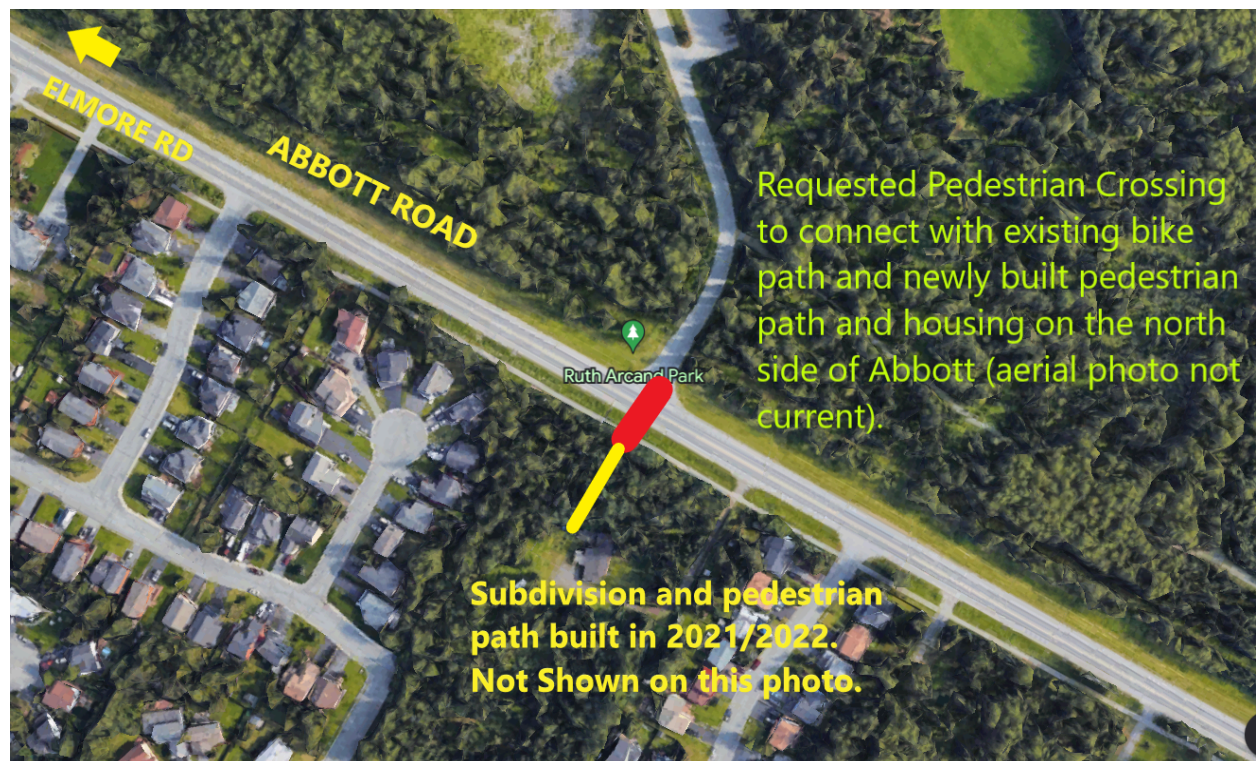 ELMORE RD
ABBOTT ROAD
Requested Pedestrian Crossing
to connect with existing bike
path and newly built pedestrian
path and housing on the north
side of Abbott (aerial photo not
current).
Ruth Arcand Park
Subdivision and pedestrian
path built in 2021/2022.
Not Shown on this photo.